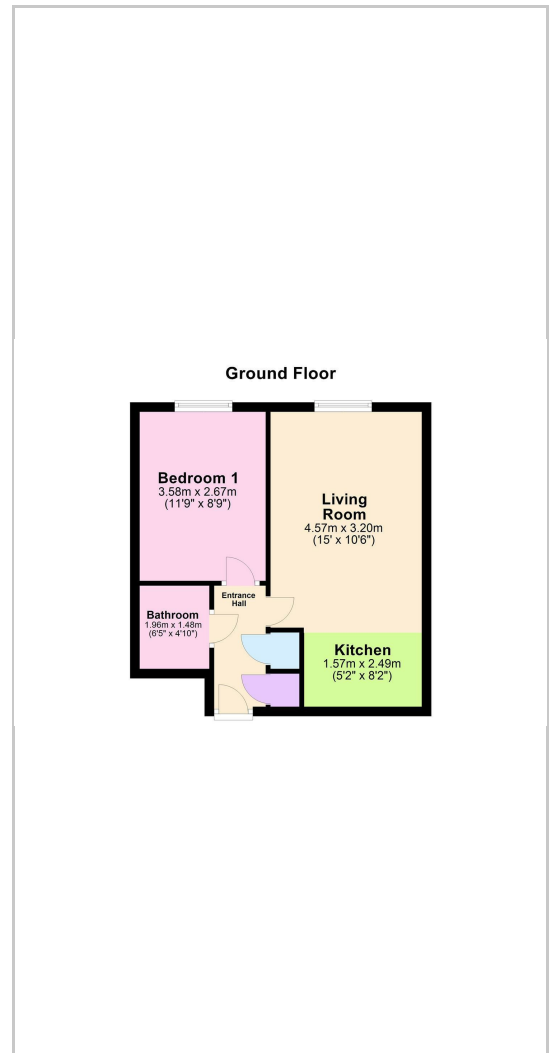 Ground Floor
Bedroom 1
3.58m x 2.67m
(11'9" x 8'9")
Living
Room
4.57m x 3.20m
(15' x 10'6")
Entrance
Hall
Bathroom
1.96m x 1.48m
(6'5" x 4'10")
Kitchen
1.57m x 2.49m
(5'2" x 8'2")